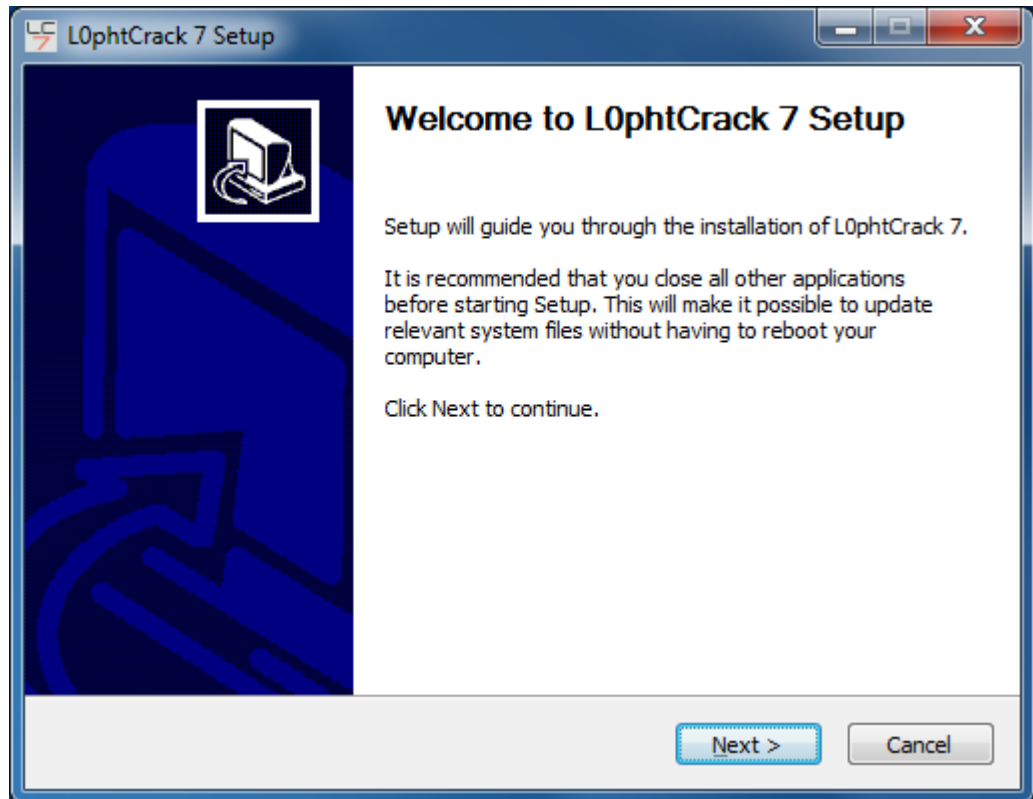 LC
7
L0phtCrack 7 Setup
Welcome to L0phtCrack 7 Setup
Setup will guide you through the installation of L0phtCrack 7.
It is recommended that you close all other applications
before starting Setup. This will make it possible to update
relevant system files without having to reboot your
computer.
Click Next to continue.
Next >
Cancel